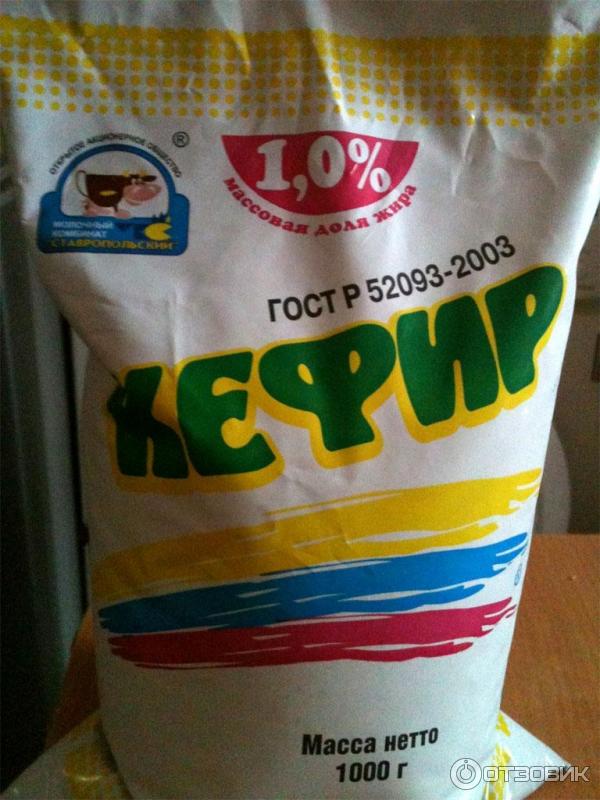 ОТКРЫТОЕ АКЦИОНЕРНОЕ ОБЩЕСТВО
®
МОЛОЧНЫЙ
КОМБИНАТ
"СТАВРОПОЛЬСКИЙ"
1,0%
массовая доля жира
ГОСТ Р 52093-2003
КЕФИР
Масса нетто
1000 г
ОТЗОВИК